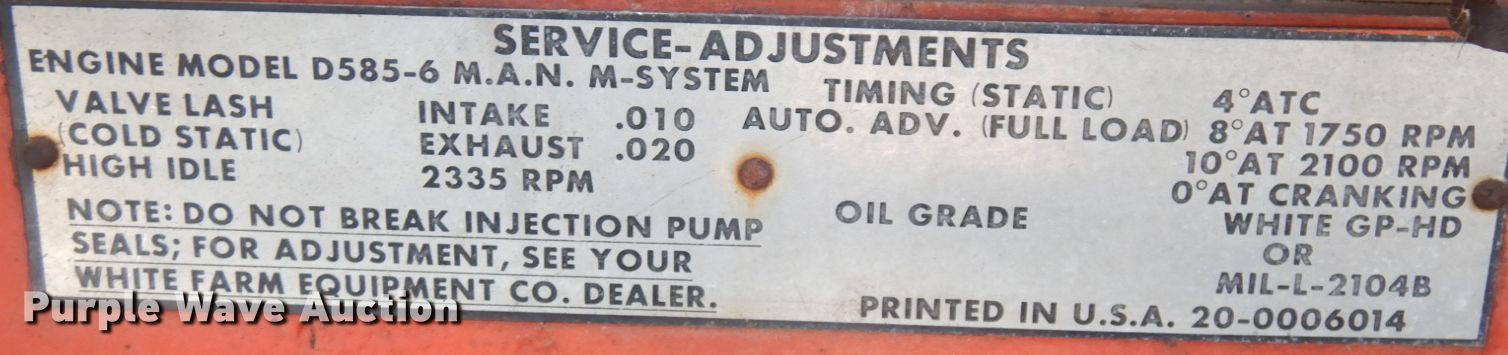 SERVICE-ADJUSTMENTS
ENGINE MODEL D585-6 M.A.N. M-SYSTEM
VALVE LASH INTAKE .010
(COLD STATIC) EXHAUST .020
HIGH IDLE 2335 RPM
NOTE: DO NOT BREAK INJECTION PUMP
SEALS; FOR ADJUSTMENT, SEE YOUR
WHITE FARM EQUIPMENT CO. DEALER.
TIMING (STATIC) 4°ATC
AUTO. ADV. (FULL LOAD) 8°AT 1750 RPM
10°AT 2100 RPM
0°AT CRANKING
OIL GRADE WHITE GP-HD
OR
MIL-L-2104B
PRINTED IN U.S.A. 20-0006014
Purple Wave Auction